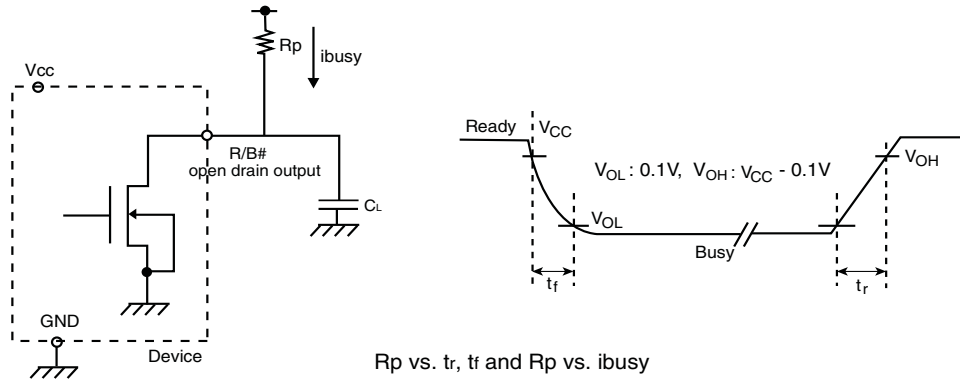 Rp
ibusy
Vcc
R/B#
open drain output
CL
GND
Device
Ready
VCC
VOL : 0.1V, VOH : VCC - 0.1V
VOH
VOL
Busy
tf
tr
Rp vs. tr, tf and Rp vs. ibusy